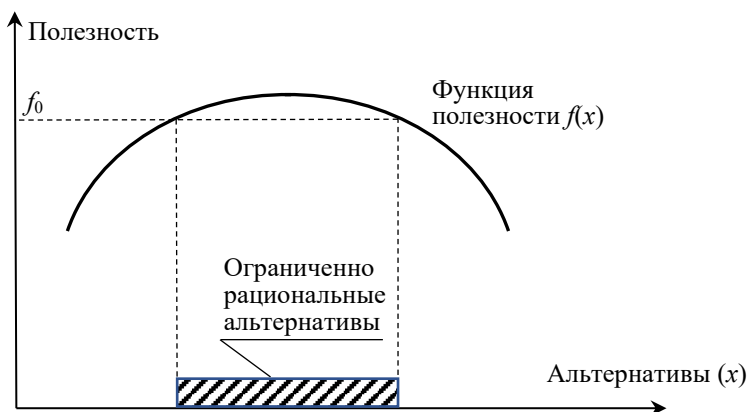 Полезность
f₀
Функция
полезности f(x)
Ограниченно
рациональные
альтернативы
Альтернативы (x)